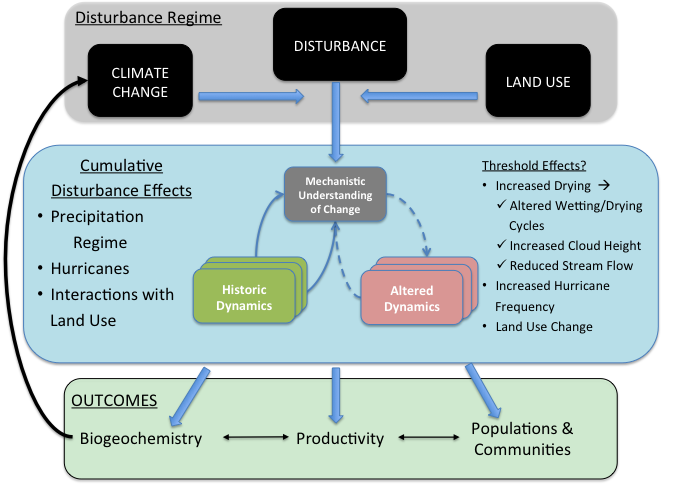 Disturbance Regime
DISTURBANCE
CLIMATE
CHANGE
LAND USE
Cumulative
Disturbance Effects
• Precipitation
Regime
• Hurricanes
• Interactions with
Land Use
Mechanistic
Understanding
of Change
Historic
Dynamics
Altered
Dynamics
Threshold Effects?
• Increased Drying →
✓ Altered Wetting/Drying
Cycles
✓ Increased Cloud Height
✓ Reduced Stream Flow
• Increased Hurricane
Frequency
• Land Use Change
OUTCOMES
Biogeochemistry
Productivity
Populations &
Communities